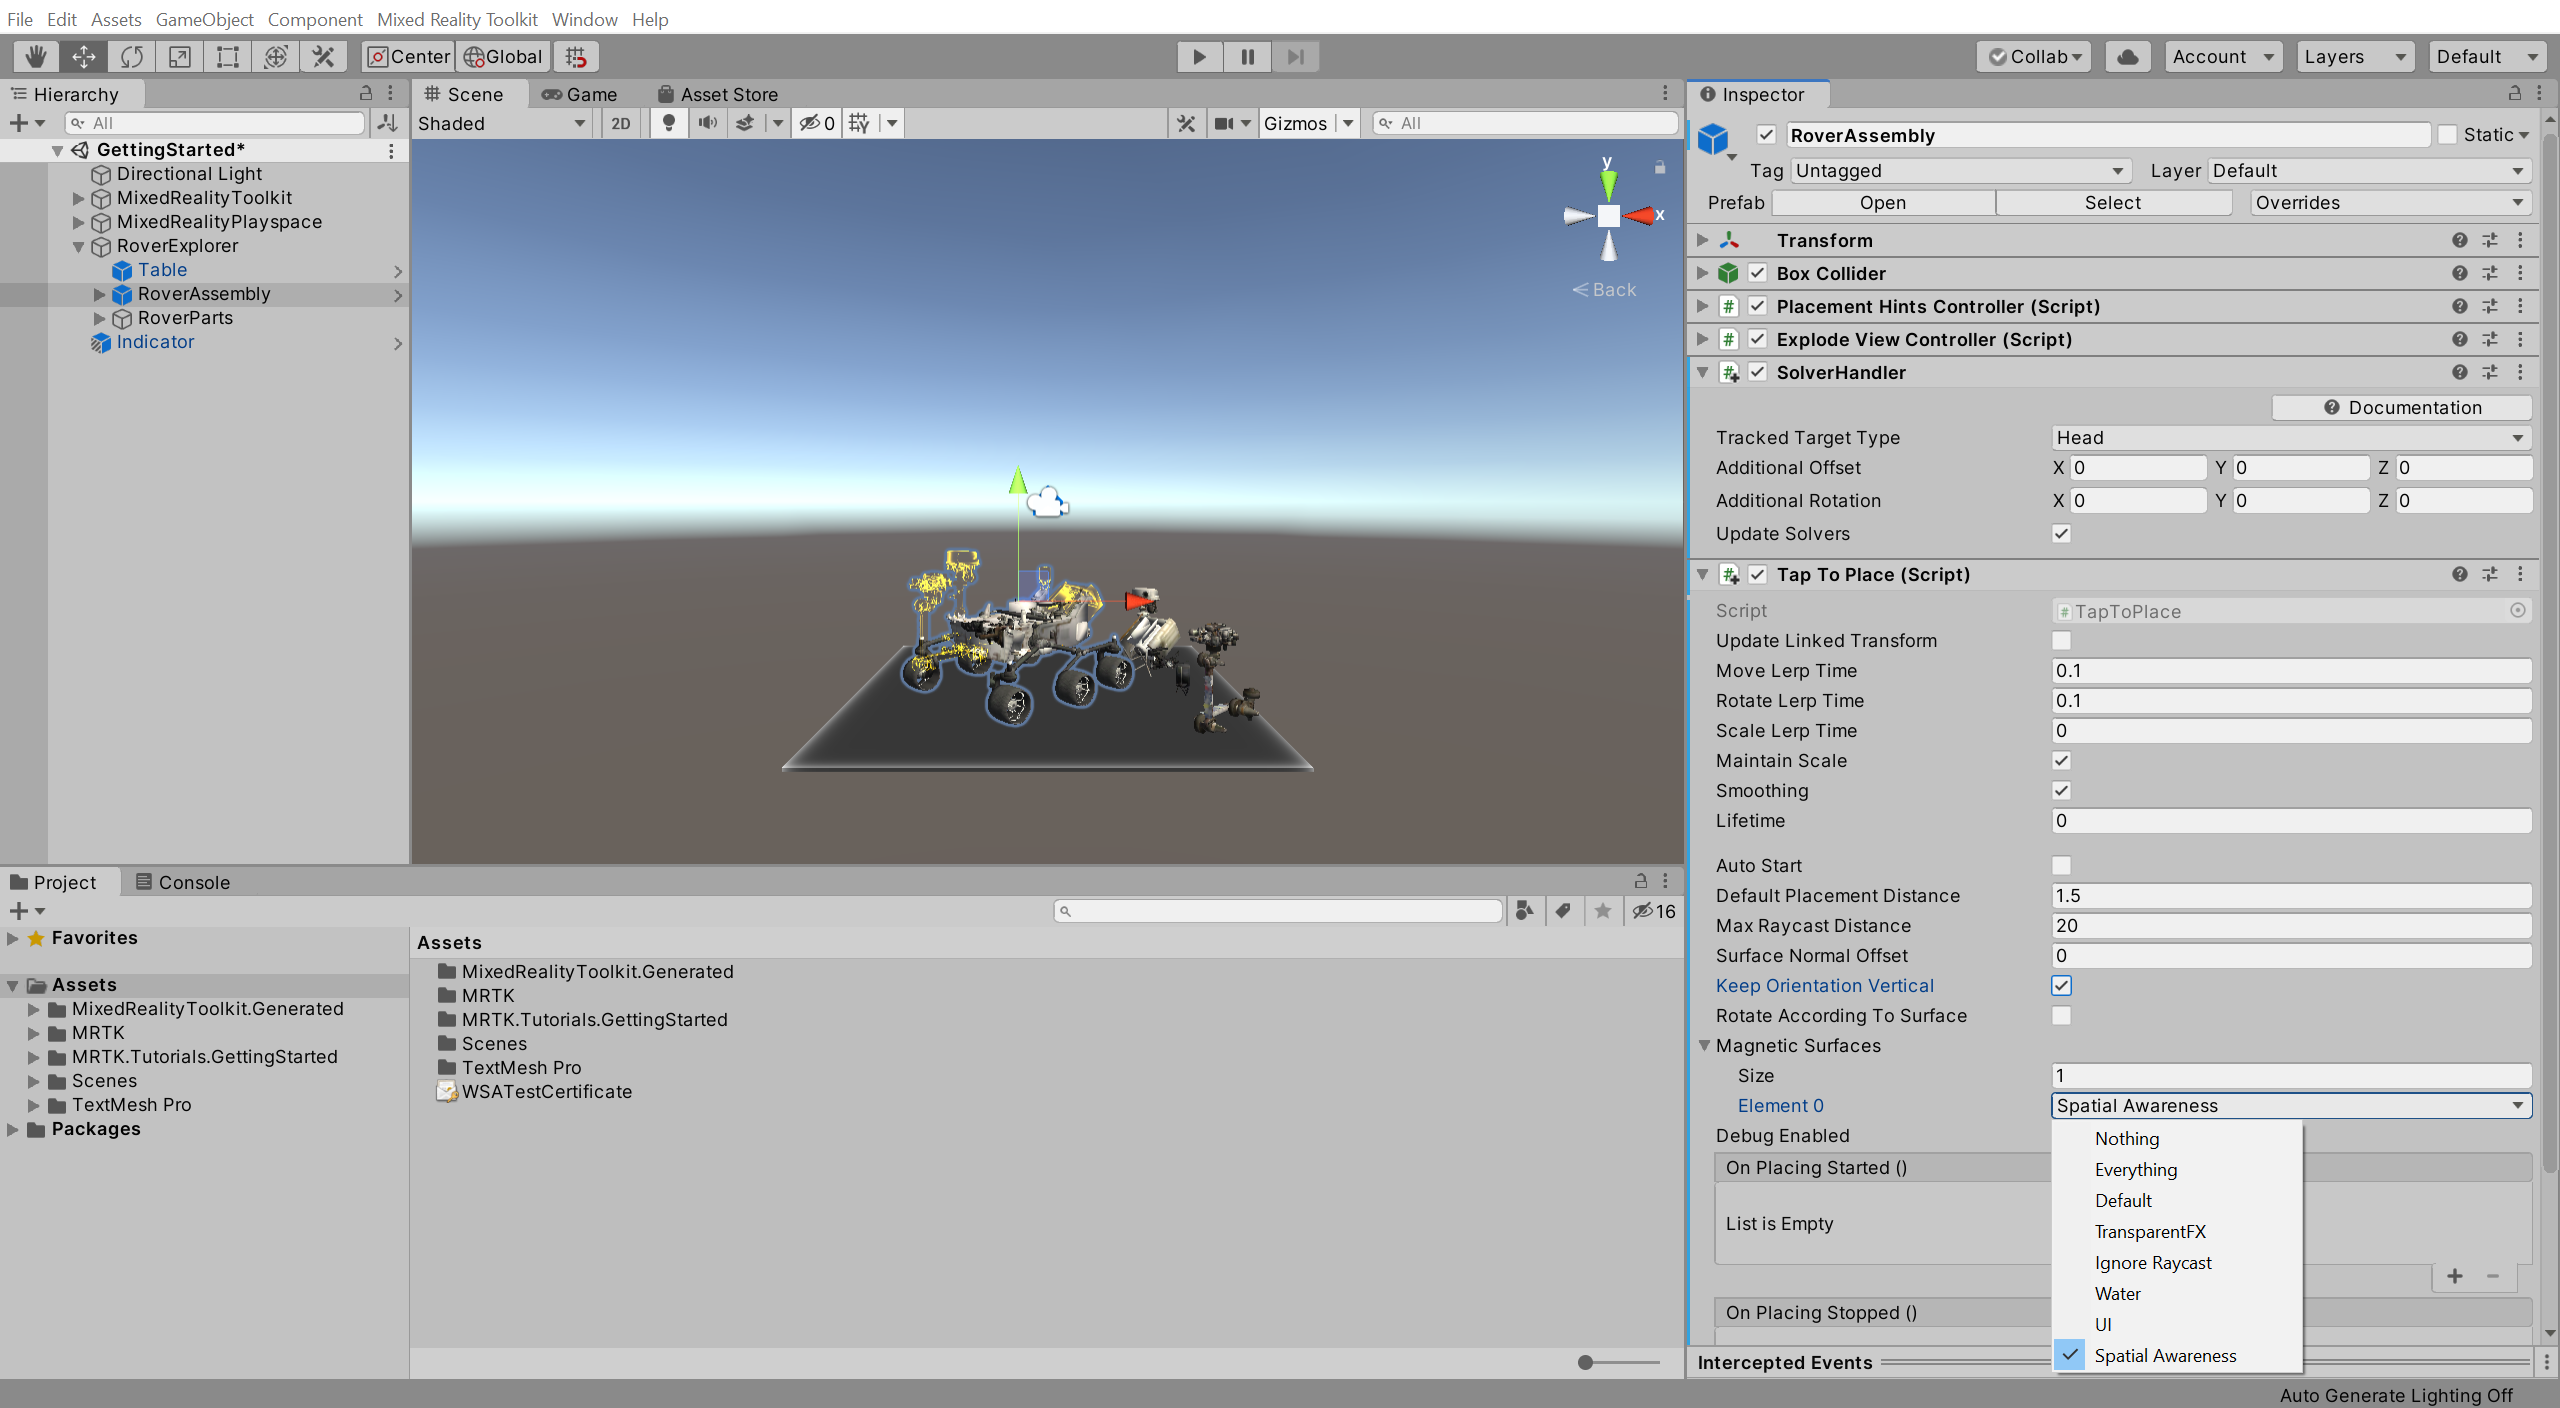 File Edit Assets GameObject Component Mixed Reality Toolkit Window Help
Center Global Collab Account Layers Default
Hierarchy
All
GettingStarted*
Directional Light
MixedRealityToolkit
MixedRealityPlayspace
RoverExplorer
Table
RoverAssembly
RoverParts
Indicator
Scene Game Asset Store
Shaded 2D 0 Gizmos All
y
x
Back
Project Console
16
Favorites
Assets
MixedRealityToolkit.Generated
MRTK
MRTK.Tutorials.GettingStarted
Scenes
TextMesh Pro
Packages
Assets
MixedRealityToolkit.Generated
MRTK
MRTK.Tutorials.GettingStarted
Scenes
TextMesh Pro
WSATestCertificate
Inspector
RoverAssembly Static
Tag Untagged Layer Default
Prefab Open Select Overrides
Transform
Box Collider
Placement Hints Controller (Script)
Explode View Controller (Script)
SolverHandler
Documentation
Tracked Target Type Head
Additional Offset X 0 Y 0 Z 0
Additional Rotation X 0 Y 0 Z 0
Update Solvers
Tap To Place (Script)
Script TapToPlace
Update Linked Transform
Move Lerp Time 0.1
Rotate Lerp Time 0.1
Scale Lerp Time 0
Maintain Scale
Smoothing
Lifetime 0
Auto Start
Default Placement Distance 1.5
Max Raycast Distance 20
Surface Normal Offset 0
Keep Orientation Vertical
Rotate According To Surface
Magnetic Surfaces
Size 1
Element 0 Spatial Awareness
Debug Enabled
On Placing Started ()
List is Empty
On Placing Stopped ()
Nothing
Everything
Default
TransparentFX
Ignore Raycast
Water
UI
Spatial Awareness
Intercepted Events
Auto Generate Lighting Off